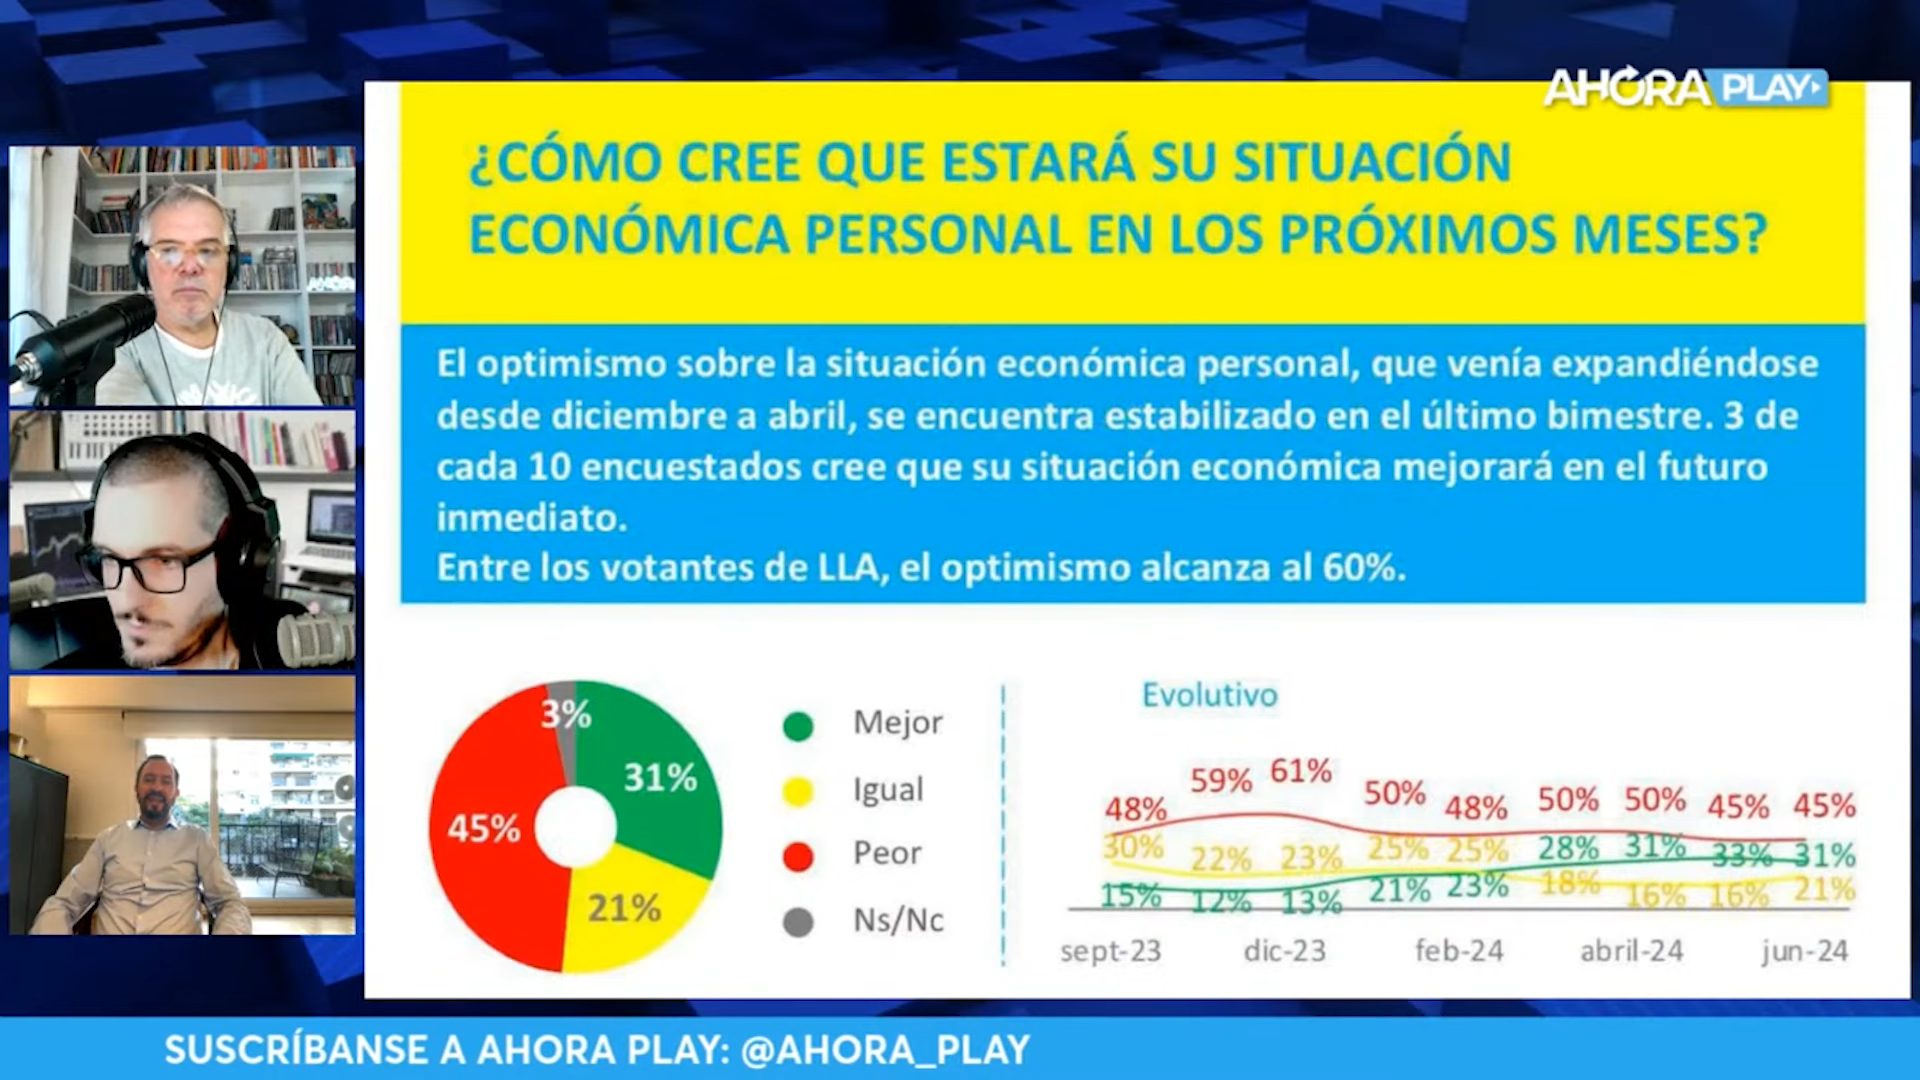 AHORA PLAY
¿CÓMO CREE QUE ESTARÁ SU SITUACIÓN
ECONÓMICA PERSONAL EN LOS PRÓXIMOS MESES?
El optimismo sobre la situación económica personal, que venía expandiéndose
desde diciembre a abril, se encuentra estabilizado en el último bimestre. 3 de
cada 10 encuestados cree que su situación económica mejorará en el futuro
inmediato.
Entre los votantes de LLA, el optimismo alcanza al 60%.
3%
31%
45%
21%
Mejor
Igual
Peor
Ns/Nc
Evolutivo
48% 59% 61% 50% 48% 50% 50% 45% 45%
30% 22% 23% 25% 25% 28% 31% 33% 31%
15% 12% 13% 21% 23% 18% 16% 16% 21%
sept-23 dic-23 feb-24 abril-24 jun-24
AHORA
SUSCRÍBANSE A AHORA PLAY: @AHORA_PLAY